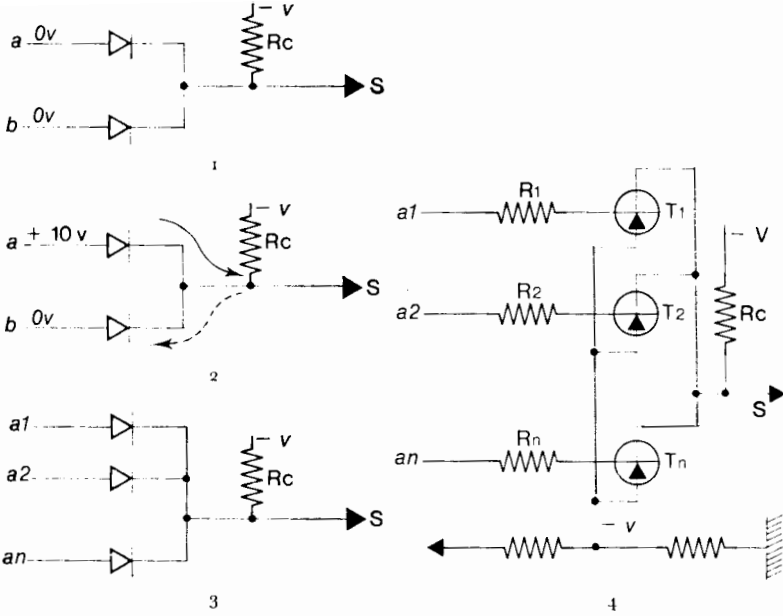 - v
a 0v
Rc
S
b 0v
1
- v
a + 10 v
Rc
S
b 0v
2
a1
- v
a2
Rc
S
an
3
a1 R1 T1
- V
a2 R2 T2
Rc
S
an Rn Tn
- v
4